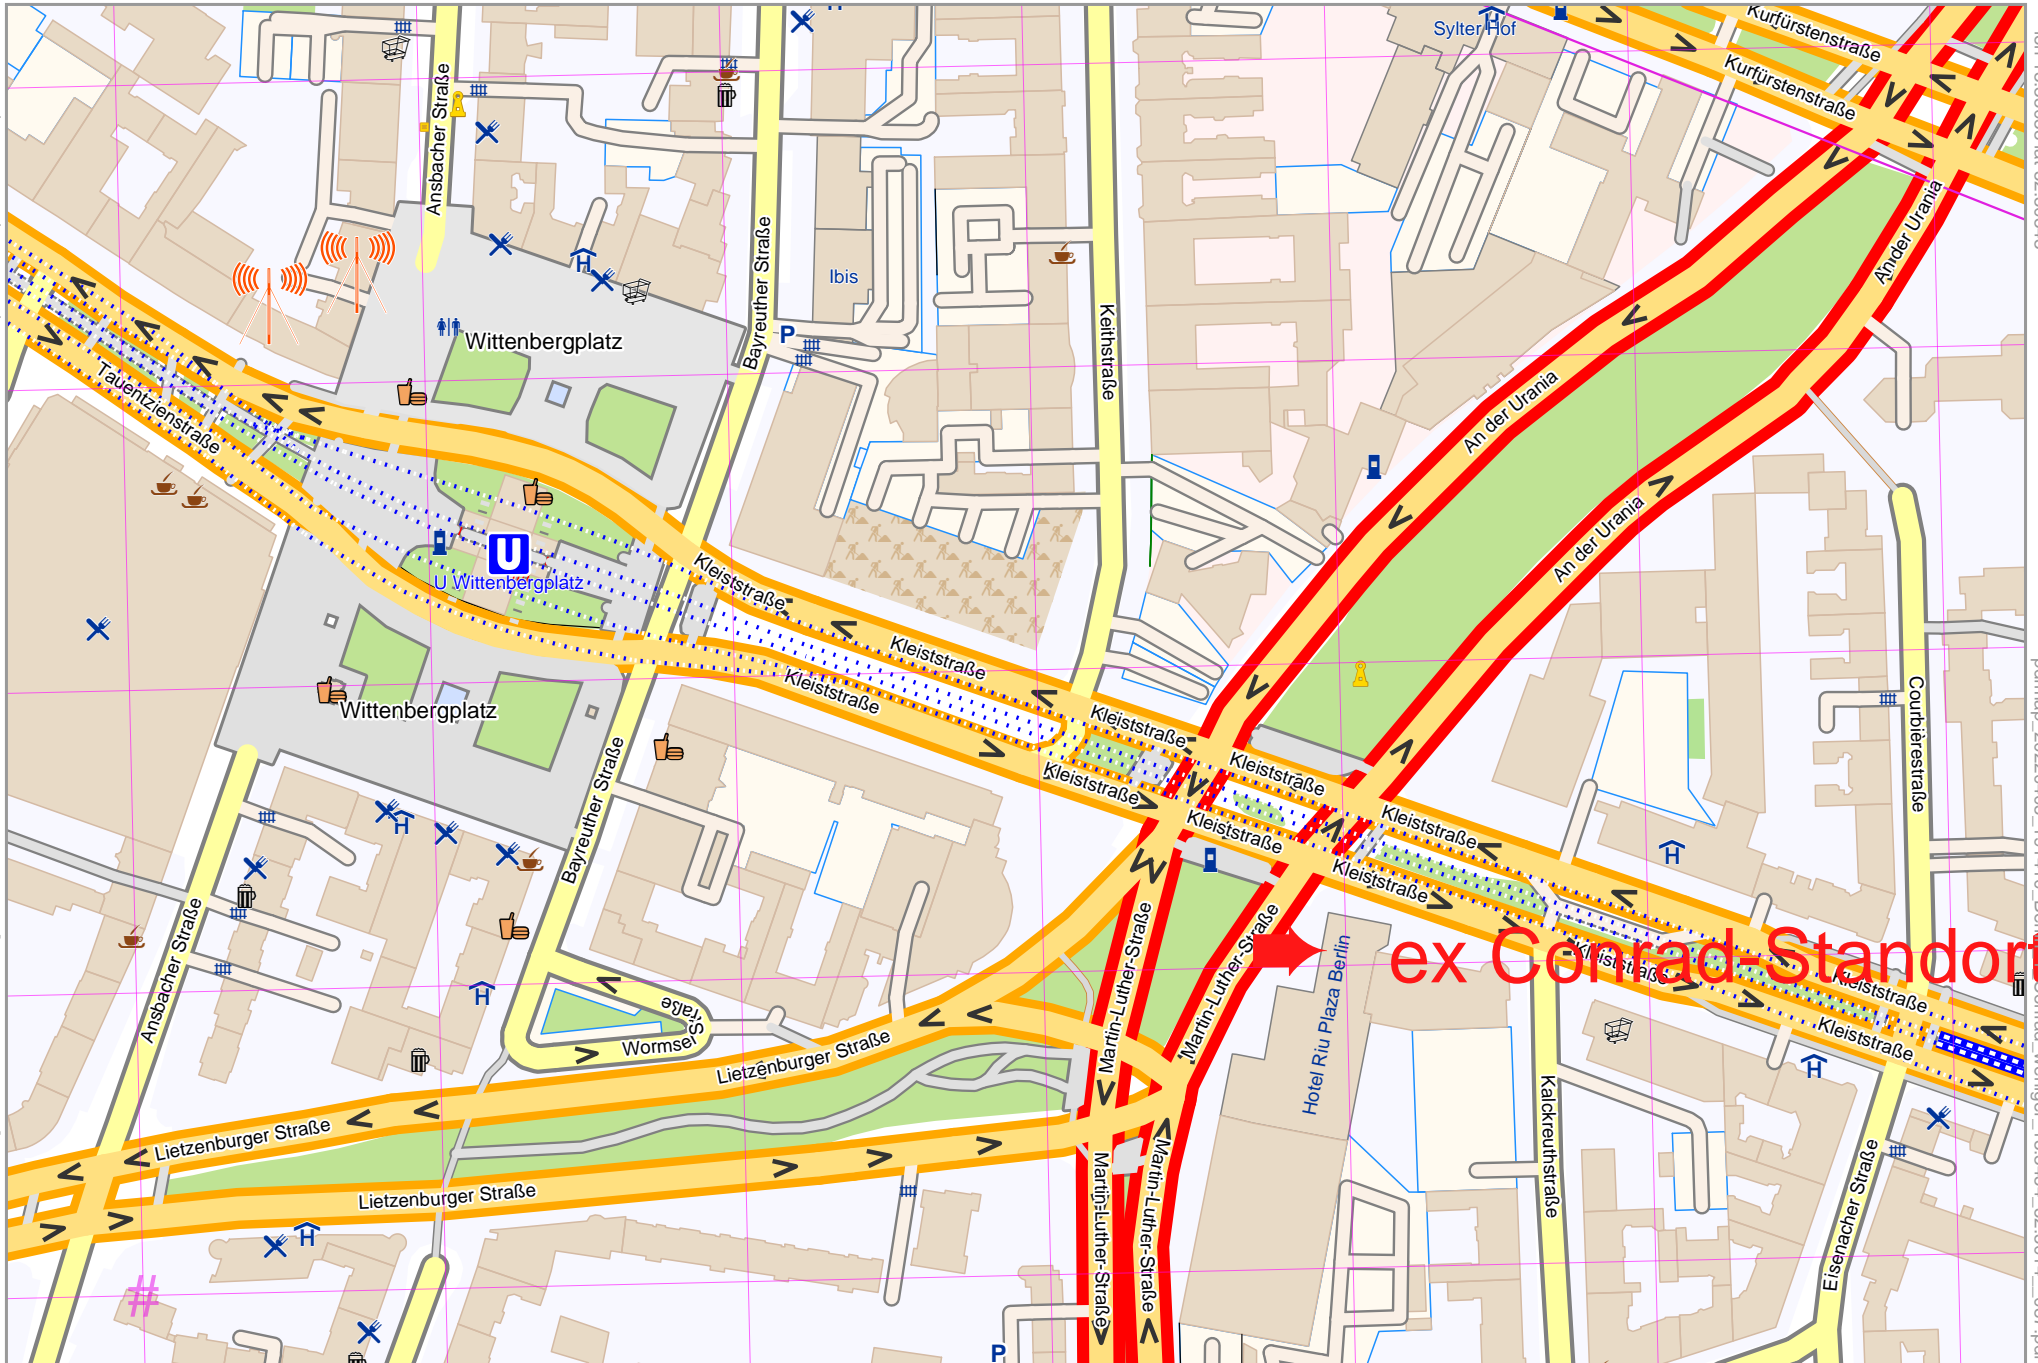 Sylter Hof
Kurfürstenstraße
Kurfürstenstraße
Ansbacher Straße
Bayreuther Straße
Ibis
Keithstraße
An der Urania
An der Urania
An der Urania
Wittenbergplatz
P
Tauentzienstraße
U
U Wittenbergplatz
Kleiststraße
Kleiststraße
Kleiststraße
Wittenbergplatz
Kleiststraße
Kleiststraße
Kleiststraße
Kleiststraße
Kleiststraße
Kleiststraße
Courbièrestraße
Bayreuther Straße
Ansbacher Straße
Martin-Luther-Straße
Martin-Luther-Straße
Hotel Riu Plaza Berlin
ex Conrad-Standort
Kleiststraße
Kleiststraße
Kleiststraße
Wormser Straße
Lietzenburger Straße
Lietzenburger Straße
Lietzenburger Straße
Kalckreuthstraße
Eisenacher Straße
Martin-Luther-Straße
Martin-Luther-Straße
#
P